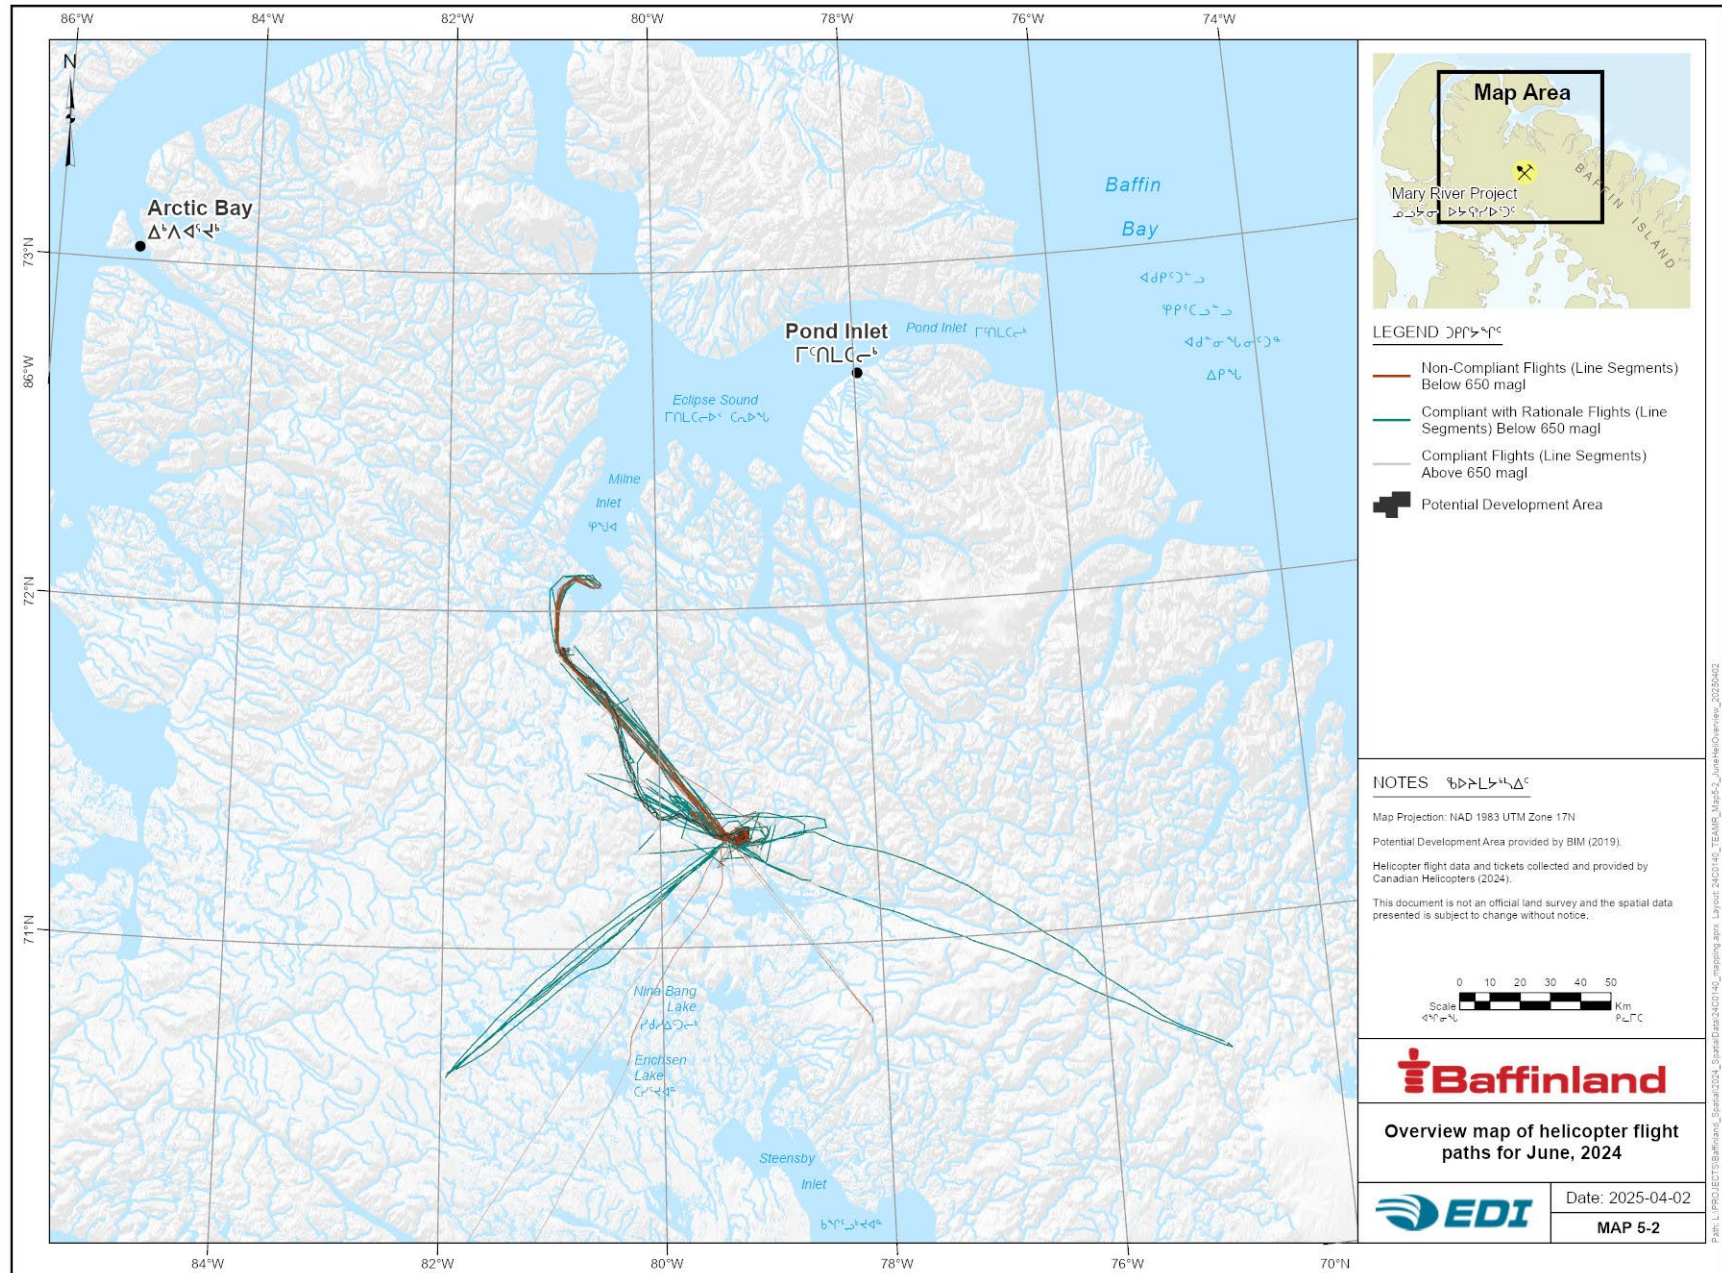 86°W
84°W
82°W
80°W
78°W
76°W
74°W
N
Arctic Bay
ᐃᒃᐱᐊᕐᔪᒃ
73°N
Baffin
Bay
Pond Inlet
ᒥᑦᑎᒪᑕᓕᒃ
Pond Inlet
ᒥᑦᑎᒪᑕᓕᒃ
86°W
Eclipse Sound
Milne
Inlet
72°N
71°N
Nina Bang
Lake
Erichsen
Lake
Steensby
Inlet
84°W
82°W
80°W
78°W
76°W
70°N
Map Area
Mary River Project
BAFFIN ISLAND
LEGEND
Non-Compliant Flights (Line Segments)
Below 650 magl
Compliant with Rationale Flights (Line
Segments) Below 650 magl
Compliant Flights (Line Segments)
Above 650 magl
Potential Development Area
NOTES
Map Projection: NAD 1983 UTM Zone 17N
Potential Development Area provided by BIM (2019).
Helicopter flight data and tickets collected and provided by
Canadian Helicopters (2024).
This document is not an official land survey and the spatial data
presented is subject to change without notice.
0 10 20 30 40 50
Scale
Km
Baffinland
Overview map of helicopter flight
paths for June, 2024
EDI
Date: 2025-04-02
MAP 5-2